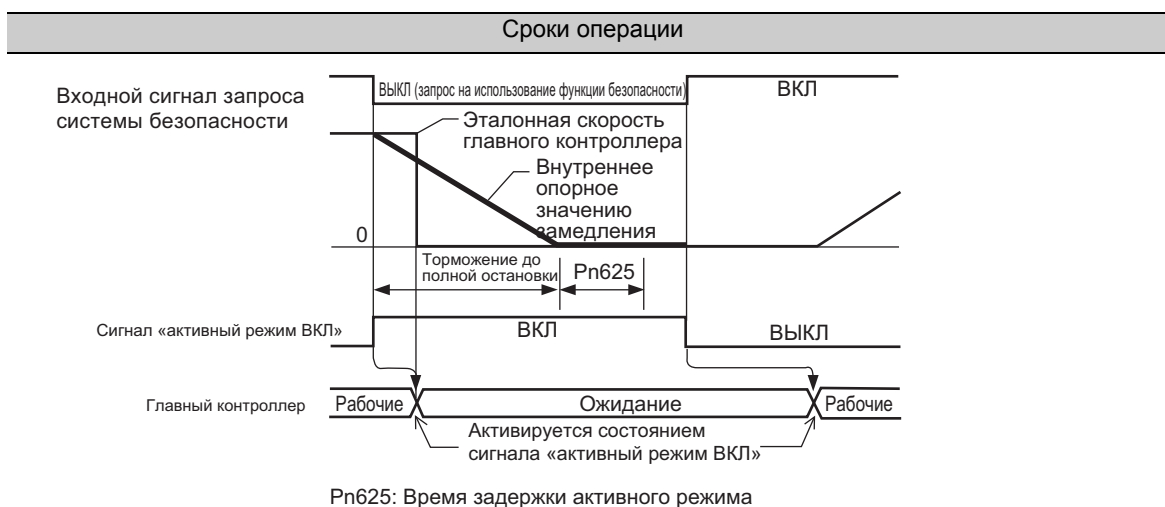 Сроки операции
Входной сигнал запроса
системы безопасности
ВЫКЛ (запрос на использование функции безопасности)
ВКЛ
Эталонная скорость
главного контроллера
Внутреннее
опорное
значению
замедления
0
Торможение до
полной остановки
Pn625
Сигнал «активный режим ВКЛ»
ВКЛ
ВЫКЛ
Главный контроллер
Рабочие
Ожидание
Рабочие
Активируется состоянием
сигнала «активный режим ВКЛ»
Pn625: Время задержки активного режима